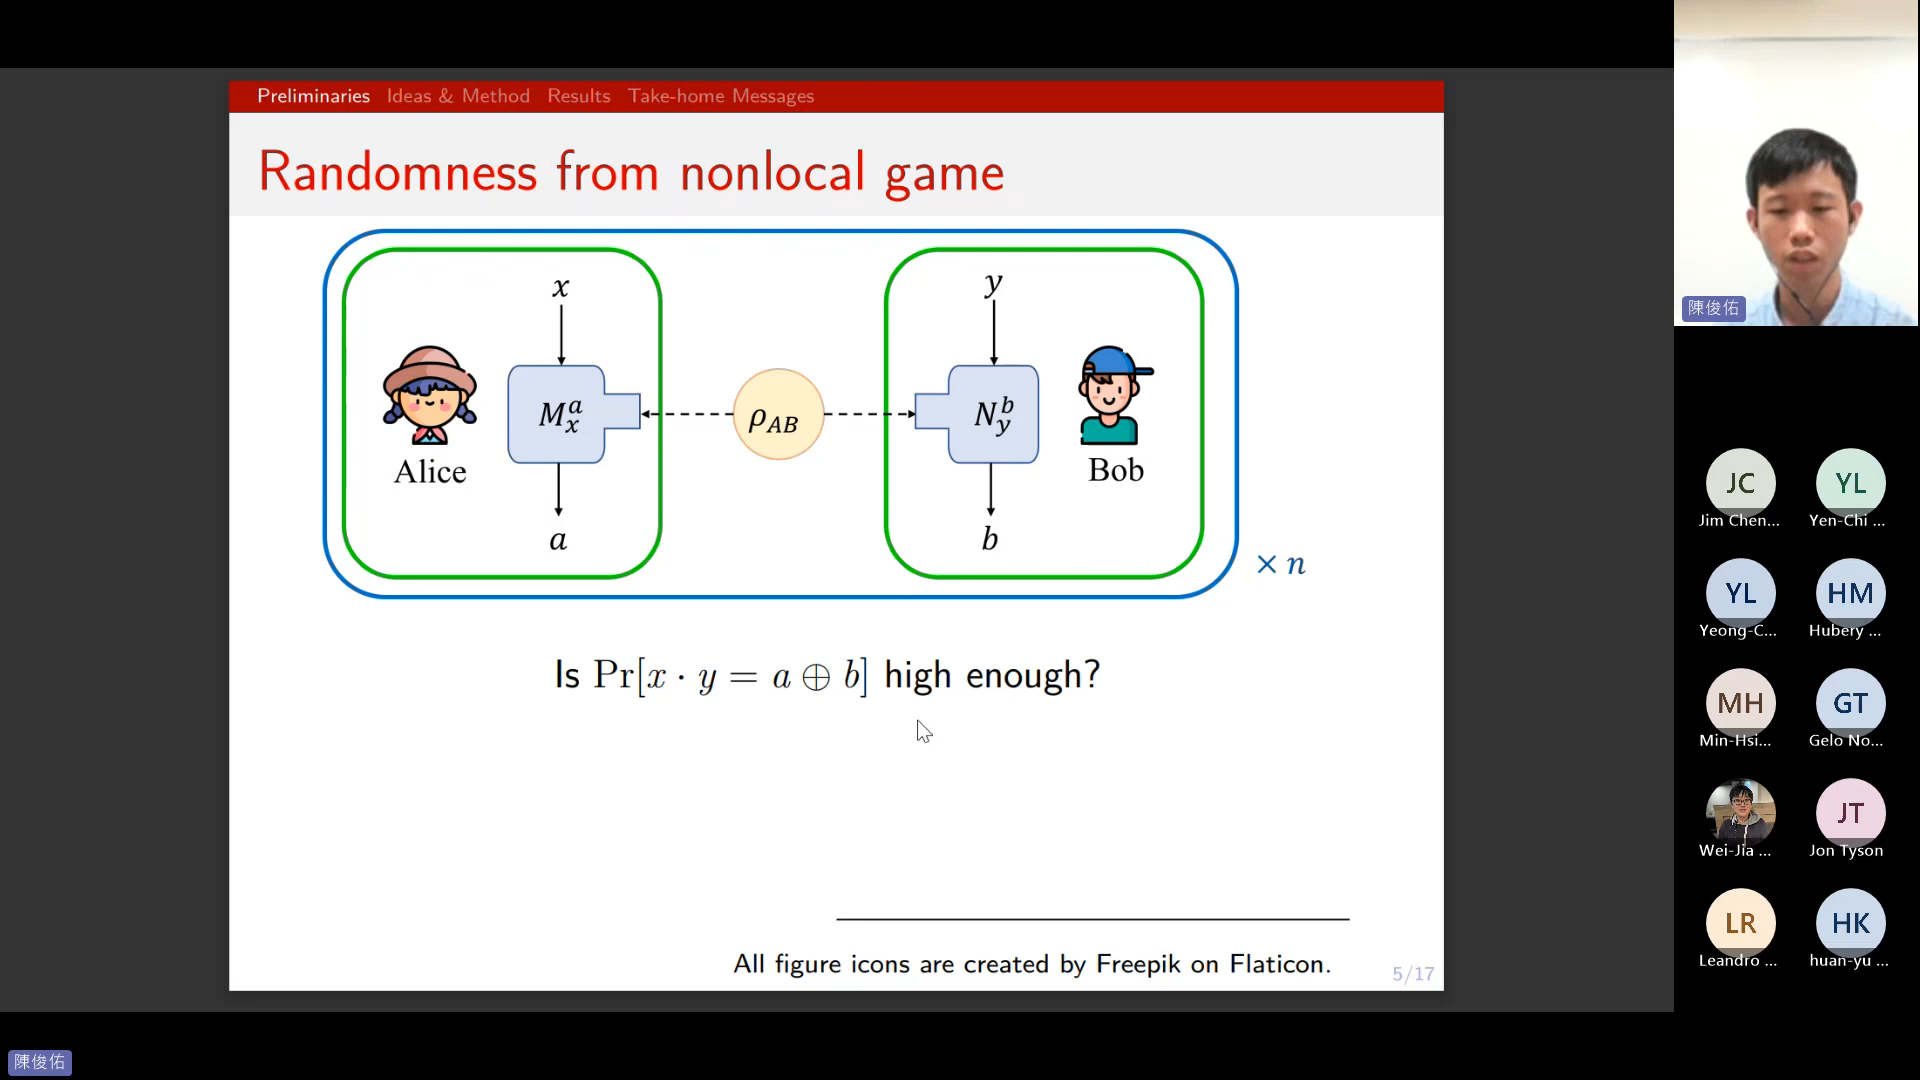 Preliminaries Ideas & Method Results Take-home Messages
Randomness from nonlocal game
x
y
M_x^a
ρ_AB
N_y^b
Alice
Bob
a
b
× n
Is Pr[x · y = a ⊕ b] high enough?
All figure icons are created by Freepik on Flaticon.
5/17
陳俊佑
JC
YL
Jim Chen...
Yen-Chi ...
YL
HM
Yeong-C...
Hubery ...
MH
GT
Min-Hsi...
Gelo No...
JT
Wei-Jia ...
Jon Tyson
LR
HK
Leandro ...
huan-yu ...
陳俊佑